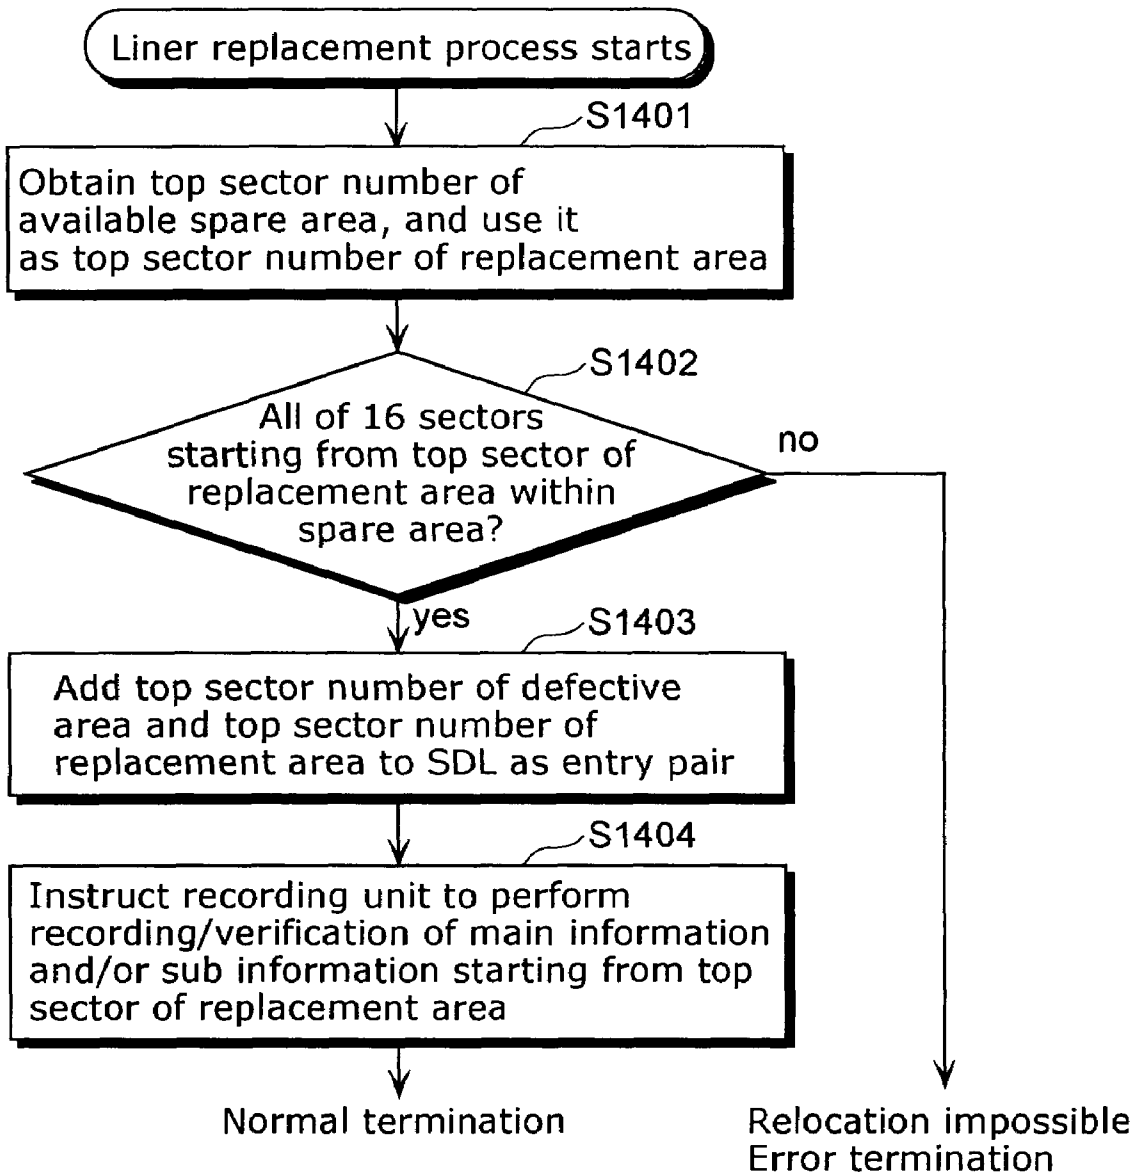 Liner replacement process starts
S1401
Obtain top sector number of
available spare area, and use it
as top sector number of replacement area
S1402
All of 16 sectors
starting from top sector of
replacement area within
spare area?
no
yes
S1403
Add top sector number of defective
area and top sector number of
replacement area to SDL as entry pair
S1404
Instruct recording unit to perform
recording/verification of main information
and/or sub information starting from top
sector of replacement area
Normal termination
Relocation impossible
Error termination